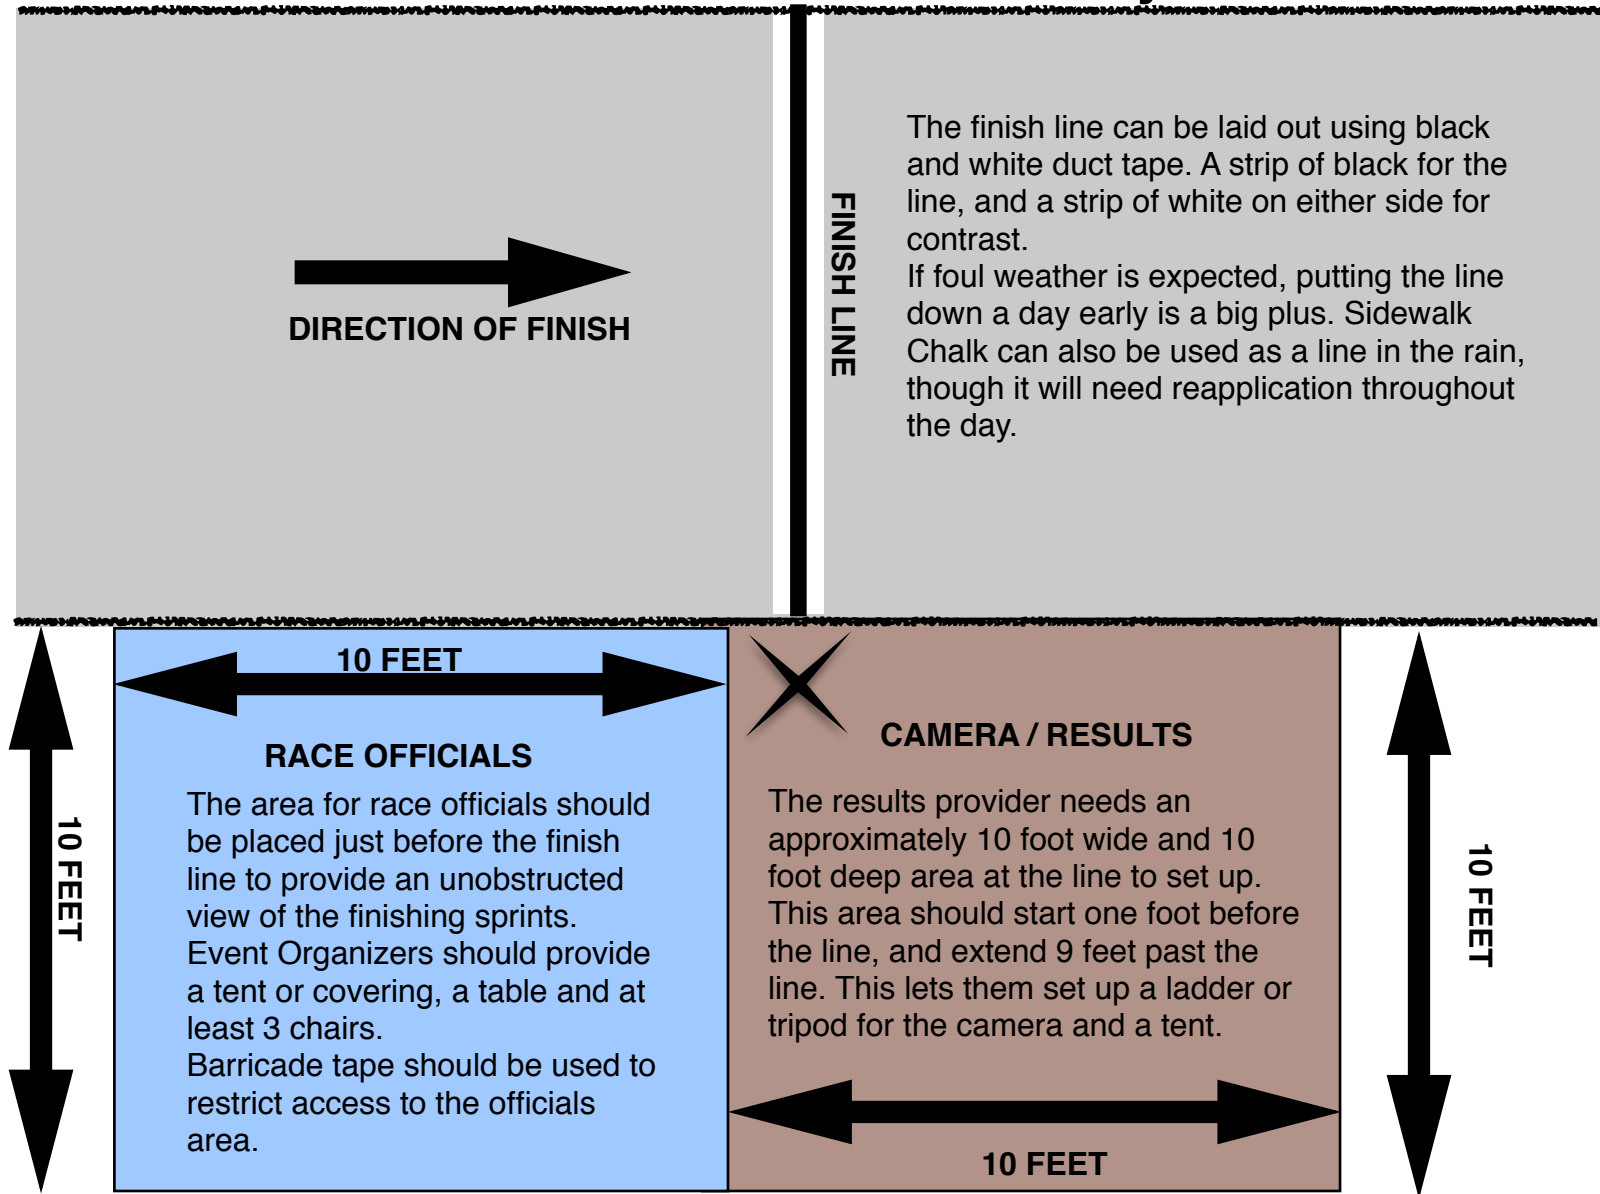 The finish line can be laid out using black
and white duct tape. A strip of black for the
line, and a strip of white on either side for
contrast.
If foul weather is expected, putting the line
down a day early is a big plus. Sidewalk
Chalk can also be used as a line in the rain,
though it will need reapplication throughout
the day.
FINISH LINE
DIRECTION OF FINISH
10 FEET
RACE OFFICIALS
The area for race officials should
be placed just before the finish
line to provide an unobstructed
view of the finishing sprints.
Event Organizers should provide
a tent or covering, a table and at
least 3 chairs.
Barricade tape should be used to
restrict access to the officials
area.
10 FEET
CAMERA / RESULTS
The results provider needs an
approximately 10 foot wide and 10
foot deep area at the line to set up.
This area should start one foot before
the line, and extend 9 feet past the
line. This lets them set up a ladder or
tripod for the camera and a tent.
10 FEET
10 FEET